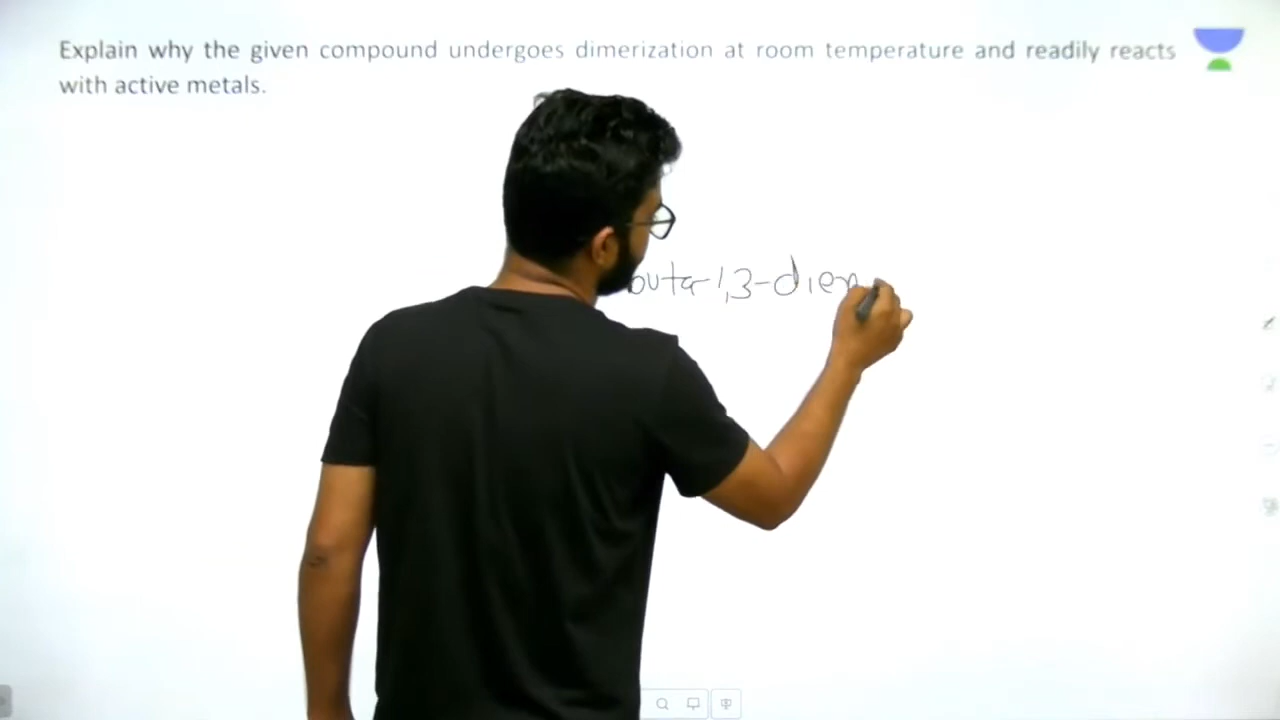 Explain why the given compound undergoes dimerization at room temperature and readily reacts
with active metals.
buta-1,3-dien